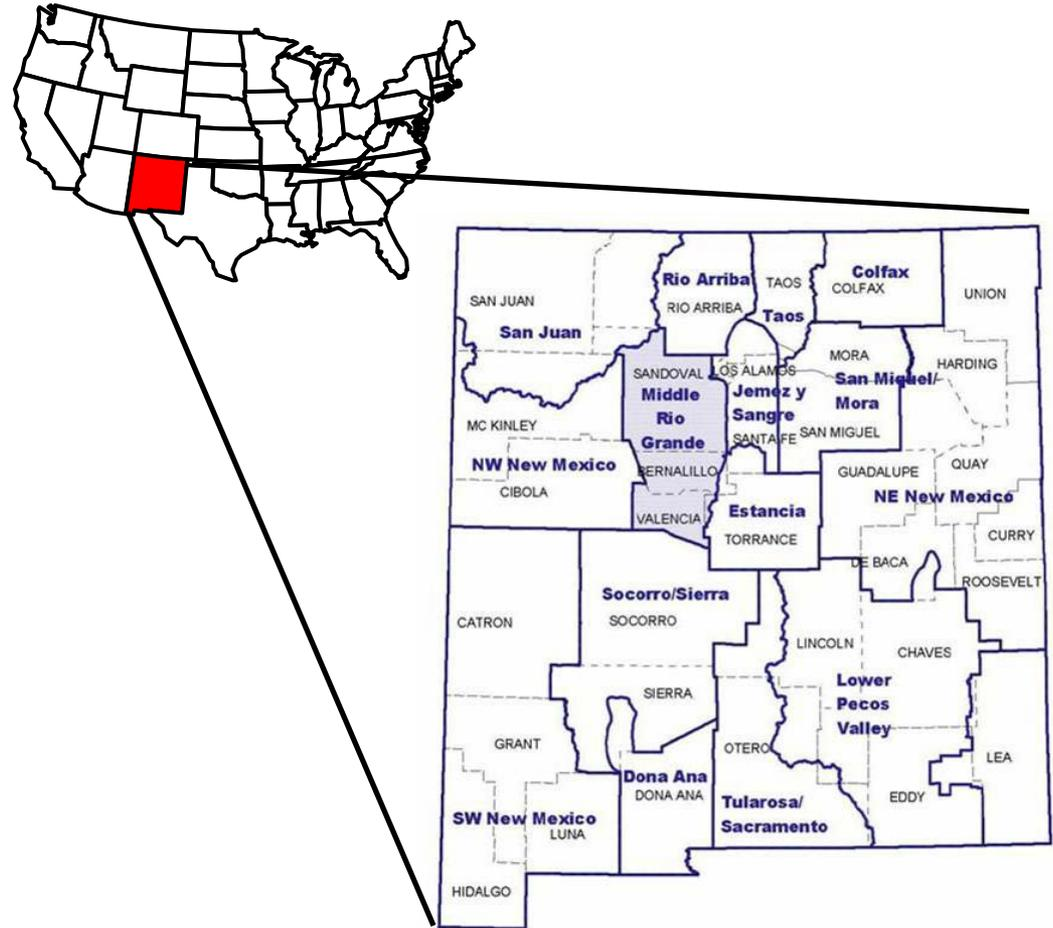 Rio Arriba
RIO ARRIBA
TAOS
Taos
Colfax
COLFAX
UNION
SAN JUAN
San Juan
SANDOVAL
Middle
Rio
Grande
BERNALILLO
VALENCIA
LOS ALAMOS
Jemez y
Sangre
SANTA FE
MORA
San Miguel/
Mora
SAN MIGUEL
HARDING
MC KINLEY
NW New Mexico
CIBOLA
GUADALUPE
QUAY
NE New Mexico
CURRY
Estancia
TORRANCE
DE BACA
ROOSEVELT
Socorro/Sierra
SOCORRO
CATRON
LINCOLN
CHAVES
Lower
Pecos
Valley
SIERRA
GRANT
OTERO
LEA
EDDY
Dona Ana
DONA ANA
Tularosa/
Sacramento
SW New Mexico
LUNA
HIDALGO